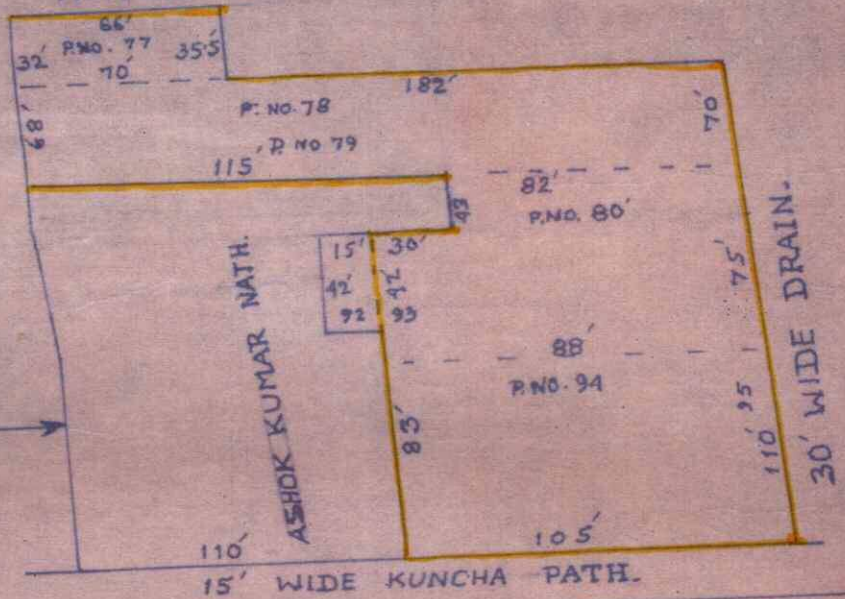 66'
P.NO. 77
32'
35'5
70'
182'
P. NO. 78
68'
P. NO 79
70'
115'
82'
43
P.NO. 80'
15' 30'
42' 42'
92 93
75'
88'
P.NO. 94
83'
95
110'
ASHOK KUMAR NATH.
30' WIDE DRAIN.
110'
105'
15' WIDE KUNCHA PATH.